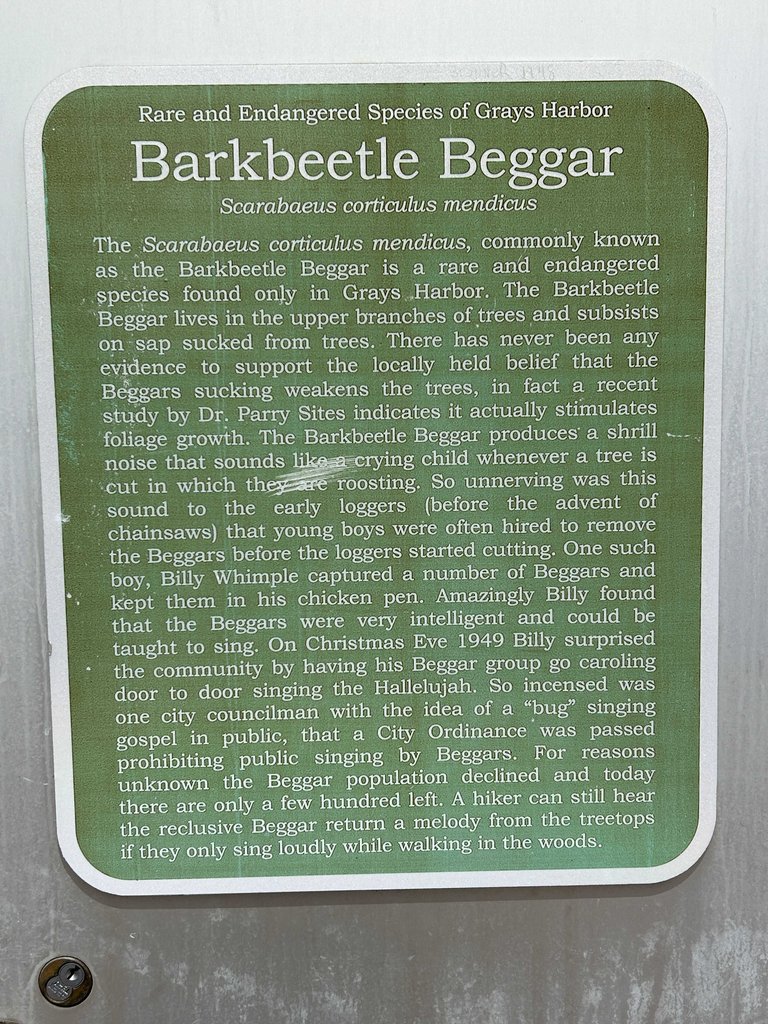 Rare and Endangered Species of Grays Harbor
Barkbeetle Beggar
Scarabaeus corticulus mendicus
The Scarabaeus corticulus mendicus, commonly known
as the Barkbeetle Beggar is a rare and endangered
species found only in Grays Harbor. The Barkbeetle
Beggar lives in the upper branches of trees and subsists
on sap sucked from trees. There has never been any
evidence to support the locally held belief that the
Beggars sucking weakens the trees, in fact a recent
study by Dr. Parry Sites indicates it actually stimulates
foliage growth. The Barkbeetle Beggar produces a shrill
noise that sounds like a crying child whenever a tree is
cut in which they are roosting. So unnerving was this
sound to the early loggers (before the advent of
chainsaws) that young boys were often hired to remove
the Beggars before the loggers started cutting. One such
boy, Billy Whimple captured a number of Beggars and
kept them in his chicken pen. Amazingly Billy found
that the Beggars were very intelligent and could be
taught to sing. On Christmas Eve 1949 Billy surprised
the community by having his Beggar group go caroling
door to door singing the Hallelujah. So incensed was
one city councilman with the idea of a “bug” singing
gospel in public, that a City Ordinance was passed
prohibiting public singing by Beggars. For reasons
unknown the Beggar population declined and today
there are only a few hundred left. A hiker can still hear
the reclusive Beggar return a melody from the treetops
if they only sing loudly while walking in the woods.